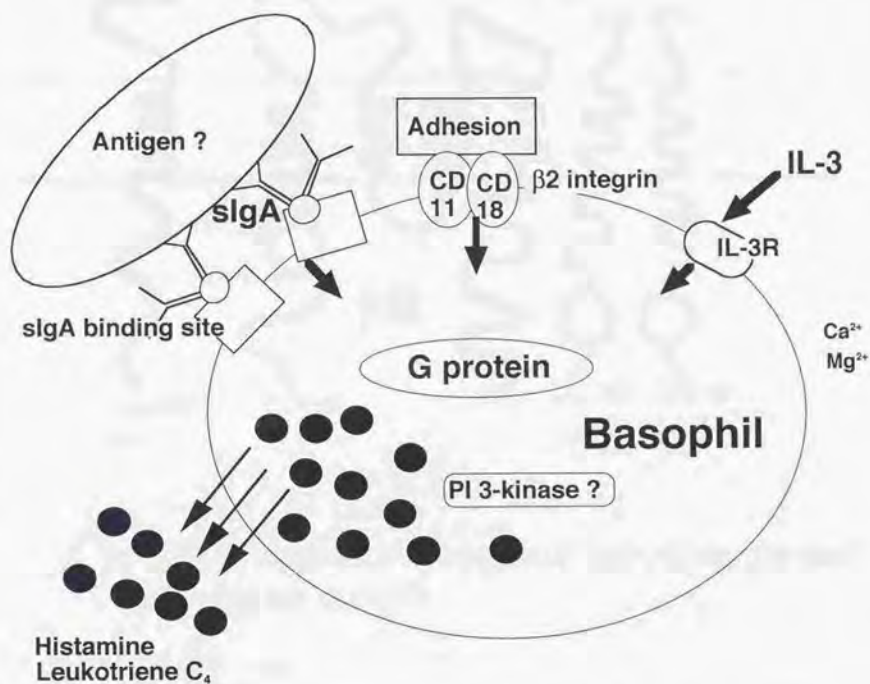 Antigen ?
Adhesion
CD
11
CD
18
β2 integrin
IL-3
sIgA
IL-3R
sIgA binding site
Ca²⁺
Mg²⁺
G protein
Basophil
PI 3-kinase ?
Histamine
Leukotriene C₄